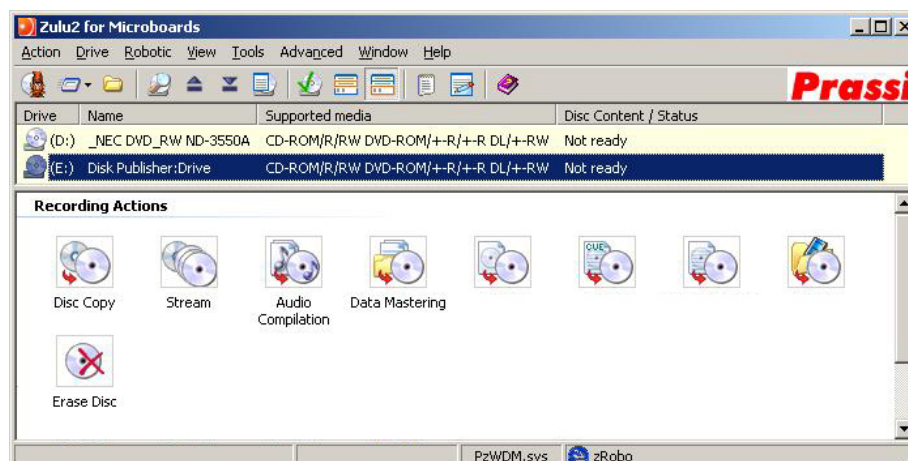 Zulu2 for Microboards
Action Drive Robotic View Tools Advanced Window Help
Prassi
Drive Name Supported media Disc Content / Status
(D:) _NEC DVD_RW ND-3550A CD-ROM/R/RW DVD-ROM/+-R/+-R DL/+-RW Not ready
(E:) Disk Publisher:Drive CD-ROM/R/RW DVD-ROM/+-R/+-R DL/+-RW Not ready
Recording Actions
CUE
Disc Copy Stream Audio Compilation Data Mastering
Erase Disc
PzWDM.sys zRobo